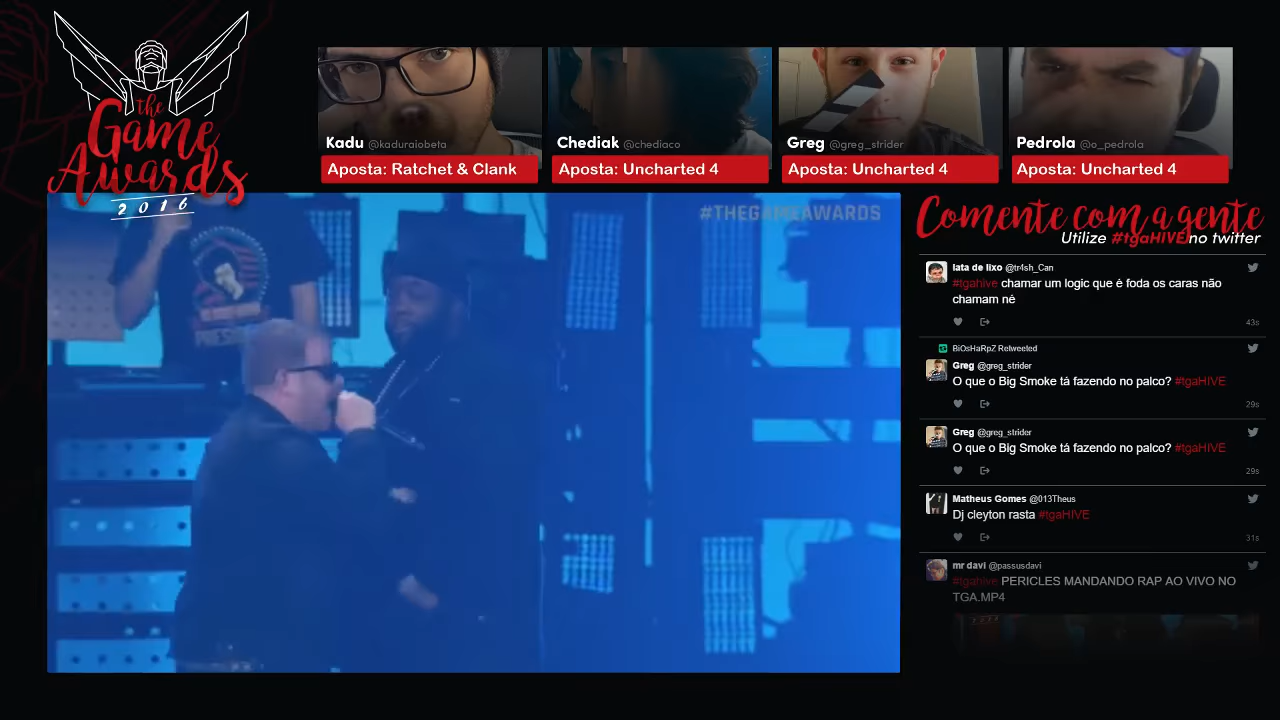 the
Game
Awards
2016
Kadu @kaduraiobeta
Aposta: Ratchet & Clank
Chediak @chediaco
Aposta: Uncharted 4
Greg @greg_strider
Aposta: Uncharted 4
Pedrola @o_pedrola
Aposta: Uncharted 4
#THEGAMEAWARDS
Comente com a gente
Utilize #tgaHIVE no twitter
lata de lixo @tr4sh_Can
#tgahive chamar um logic que é foda os caras não
chamam né
43s
BiOsHaRpZ Retweeted
Greg @greg_strider
O que o Big Smoke tá fazendo no palco? #tgaHIVE
29s
Greg @greg_strider
O que o Big Smoke tá fazendo no palco? #tgaHIVE
29s
Matheus Gomes @013Theus
Dj cleyton rasta #tgaHIVE
31s
mr davi @passusdavi
#tgahive PERICLES MANDANDO RAP AO VIVO NO
TGA.MP4